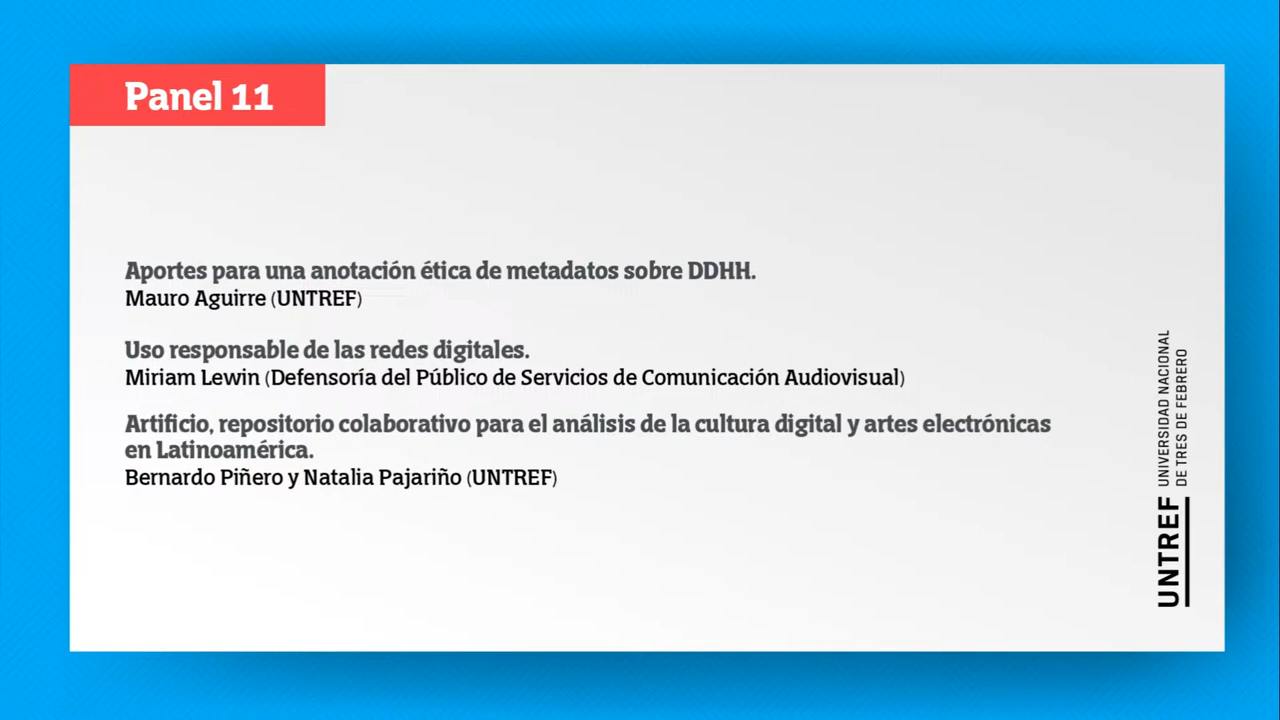 Panel 11
Aportes para una anotación ética de metadatos sobre DDHH.
Mauro Aguirre (UNTREF)
Uso responsable de las redes digitales.
Miriam Lewin (Defensoría del Público de Servicios de Comunicación Audiovisual)
Artificio, repositorio colaborativo para el análisis de la cultura digital y artes electrónicas
en Latinoamérica.
Bernardo Piñero y Natalia Pajariño (UNTREF)
UNTREF
UNIVERSIDAD NACIONAL
DE TRES DE FEBRERO